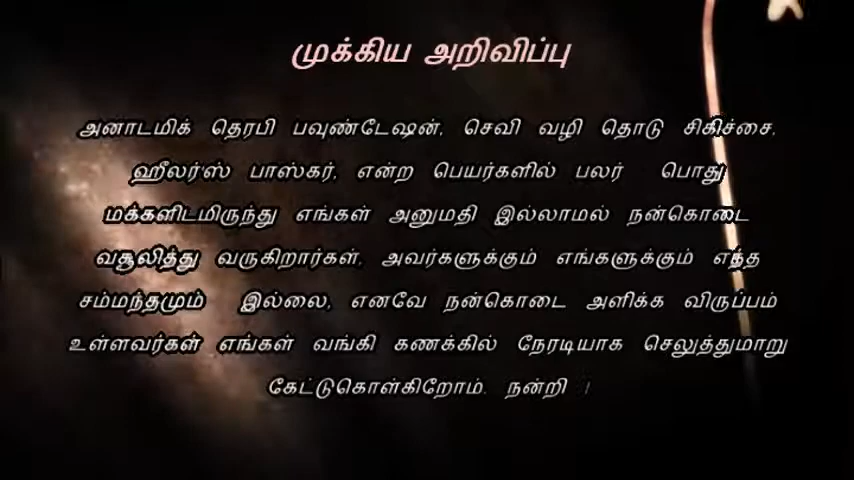 முக்கிய அறிவிப்பு
அனாடமிக் தெரபி பவுண்டேஷன், செவி வழி தொடு சிகிச்சை,
ஹீலர்ஸ் பாஸ்கர், என்ற பெயர்களில் பலர் பொது
மக்களிடமிருந்து எங்கள் அனுமதி இல்லாமல் நன்கொடை
வசூலித்து வருகிறார்கள், அவர்களுக்கும் எங்களுக்கும் எந்த
சம்மந்தமும் இல்லை, எனவே நன்கொடை அளிக்க விருப்பம்
உள்ளவர்கள் எங்கள் வங்கி கணக்கில் நேரடியாக செலுத்துமாறு
கேட்டுகொள்கிறோம். நன்றி !